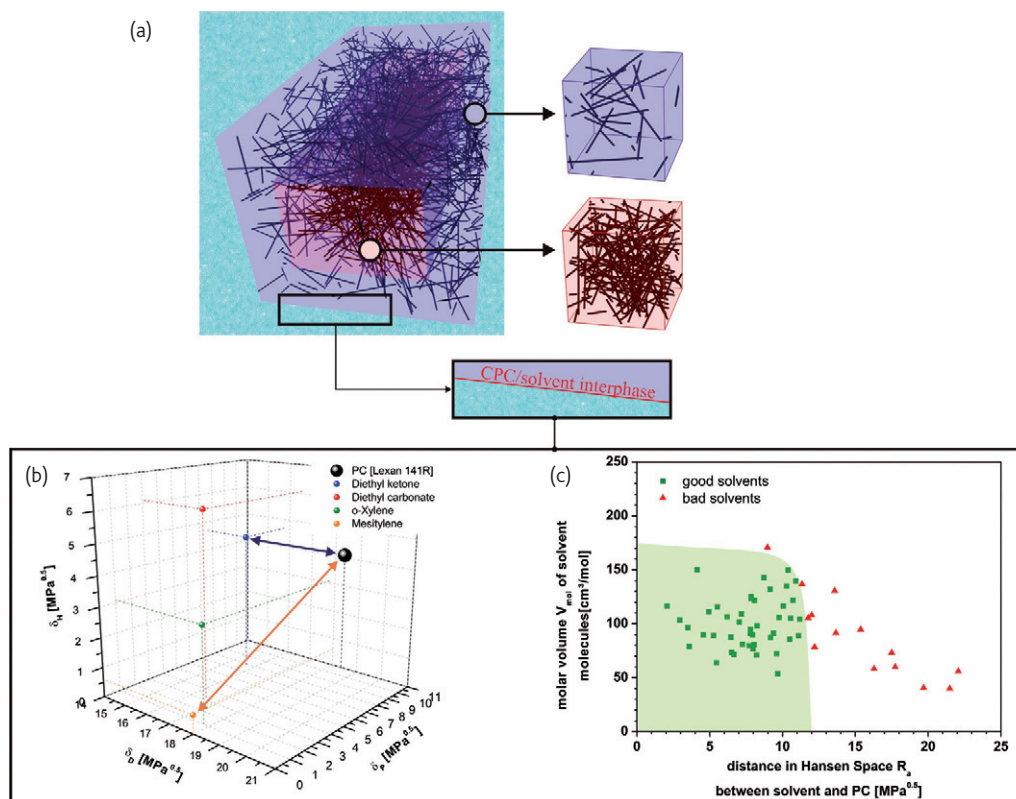 (a)
CPC/solvent interphase
(b)
PC [Lexan 141R]
Diethyl ketone
Diethyl carbonate
o-Xylene
Mesitylene
7
6
5
4
3
2
1
0
δH [MPa0.5]
14
15
16
17
18
19
20
21
δD [MPa0.5]
0
1
2
3
4
5
6
7
8
9
10
11
δP [MPa0.5]
(c)
good solvents
bad solvents
250
200
150
100
50
0
molar volume Vmol of solvent
molecules[cm³/mol]
0 5 10 15 20 25
distance in Hansen Space Ra
between solvent and PC [MPa0.5]